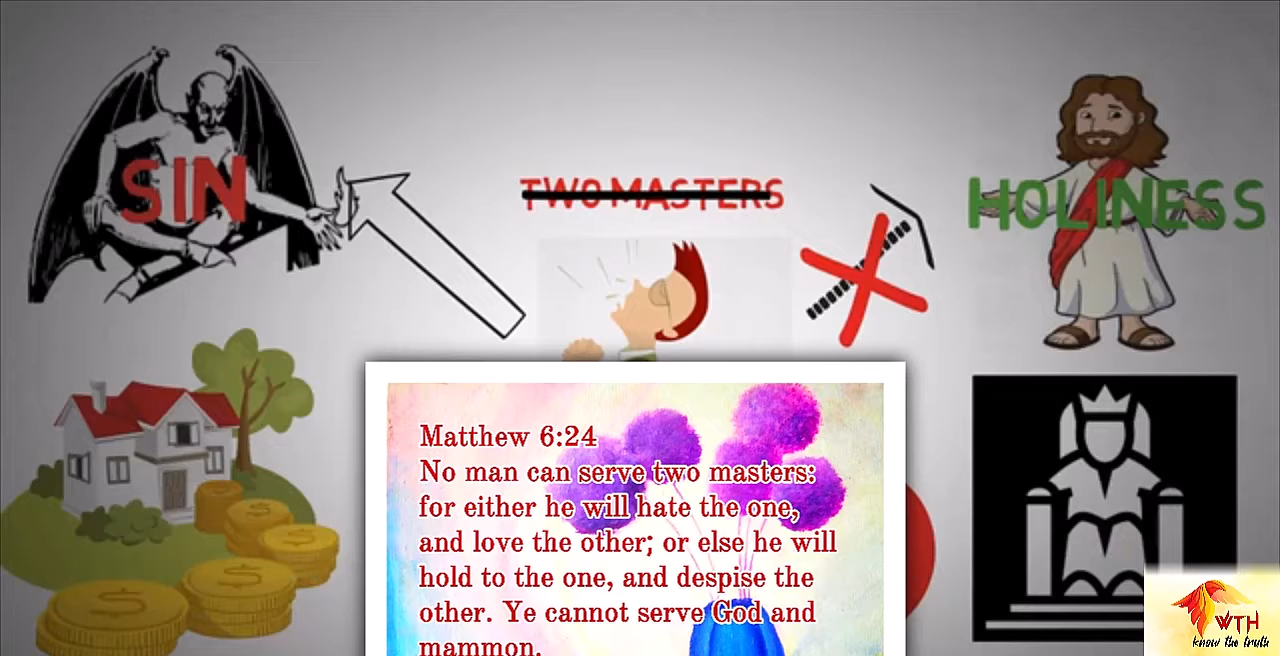 SIN
TWO MASTERS
HOLINESS
Matthew 6:24
No man can serve two masters:
for either he will hate the one,
and love the other; or else he will
hold to the one, and despise the
other. Ye cannot serve God and
mammon.
WTH
know the truth